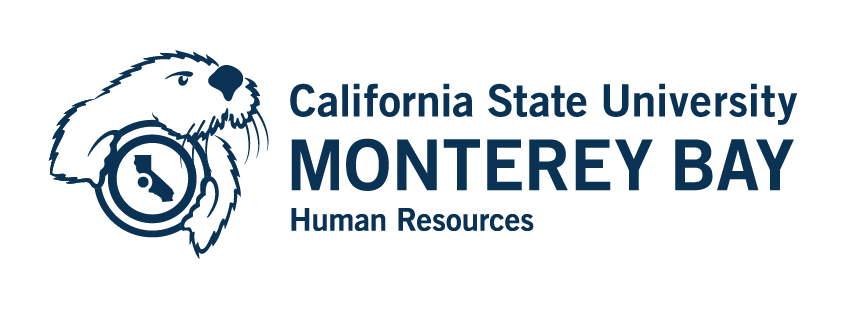 California State University
MONTEREY BAY
Human Resources